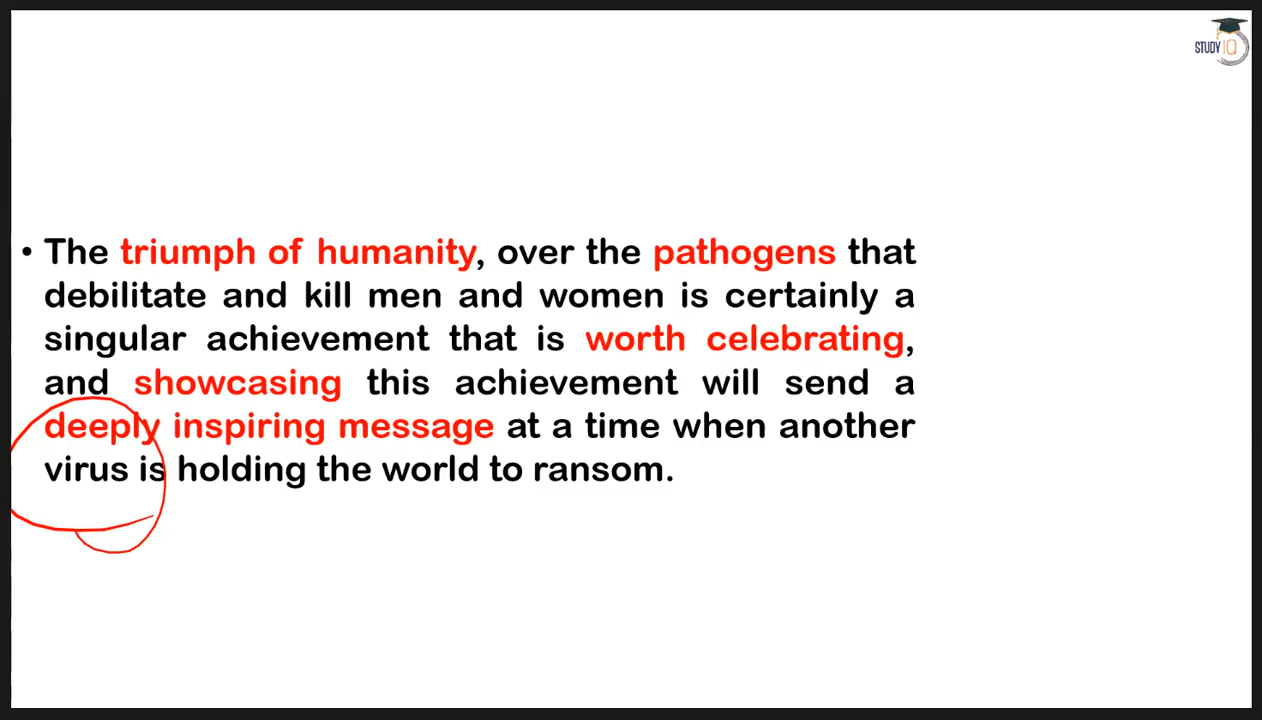 STUDY IQ
• The triumph of humanity, over the pathogens that
debilitate and kill men and women is certainly a
singular achievement that is worth celebrating,
and showcasing this achievement will send a
deeply inspiring message at a time when another
virus is holding the world to ransom.